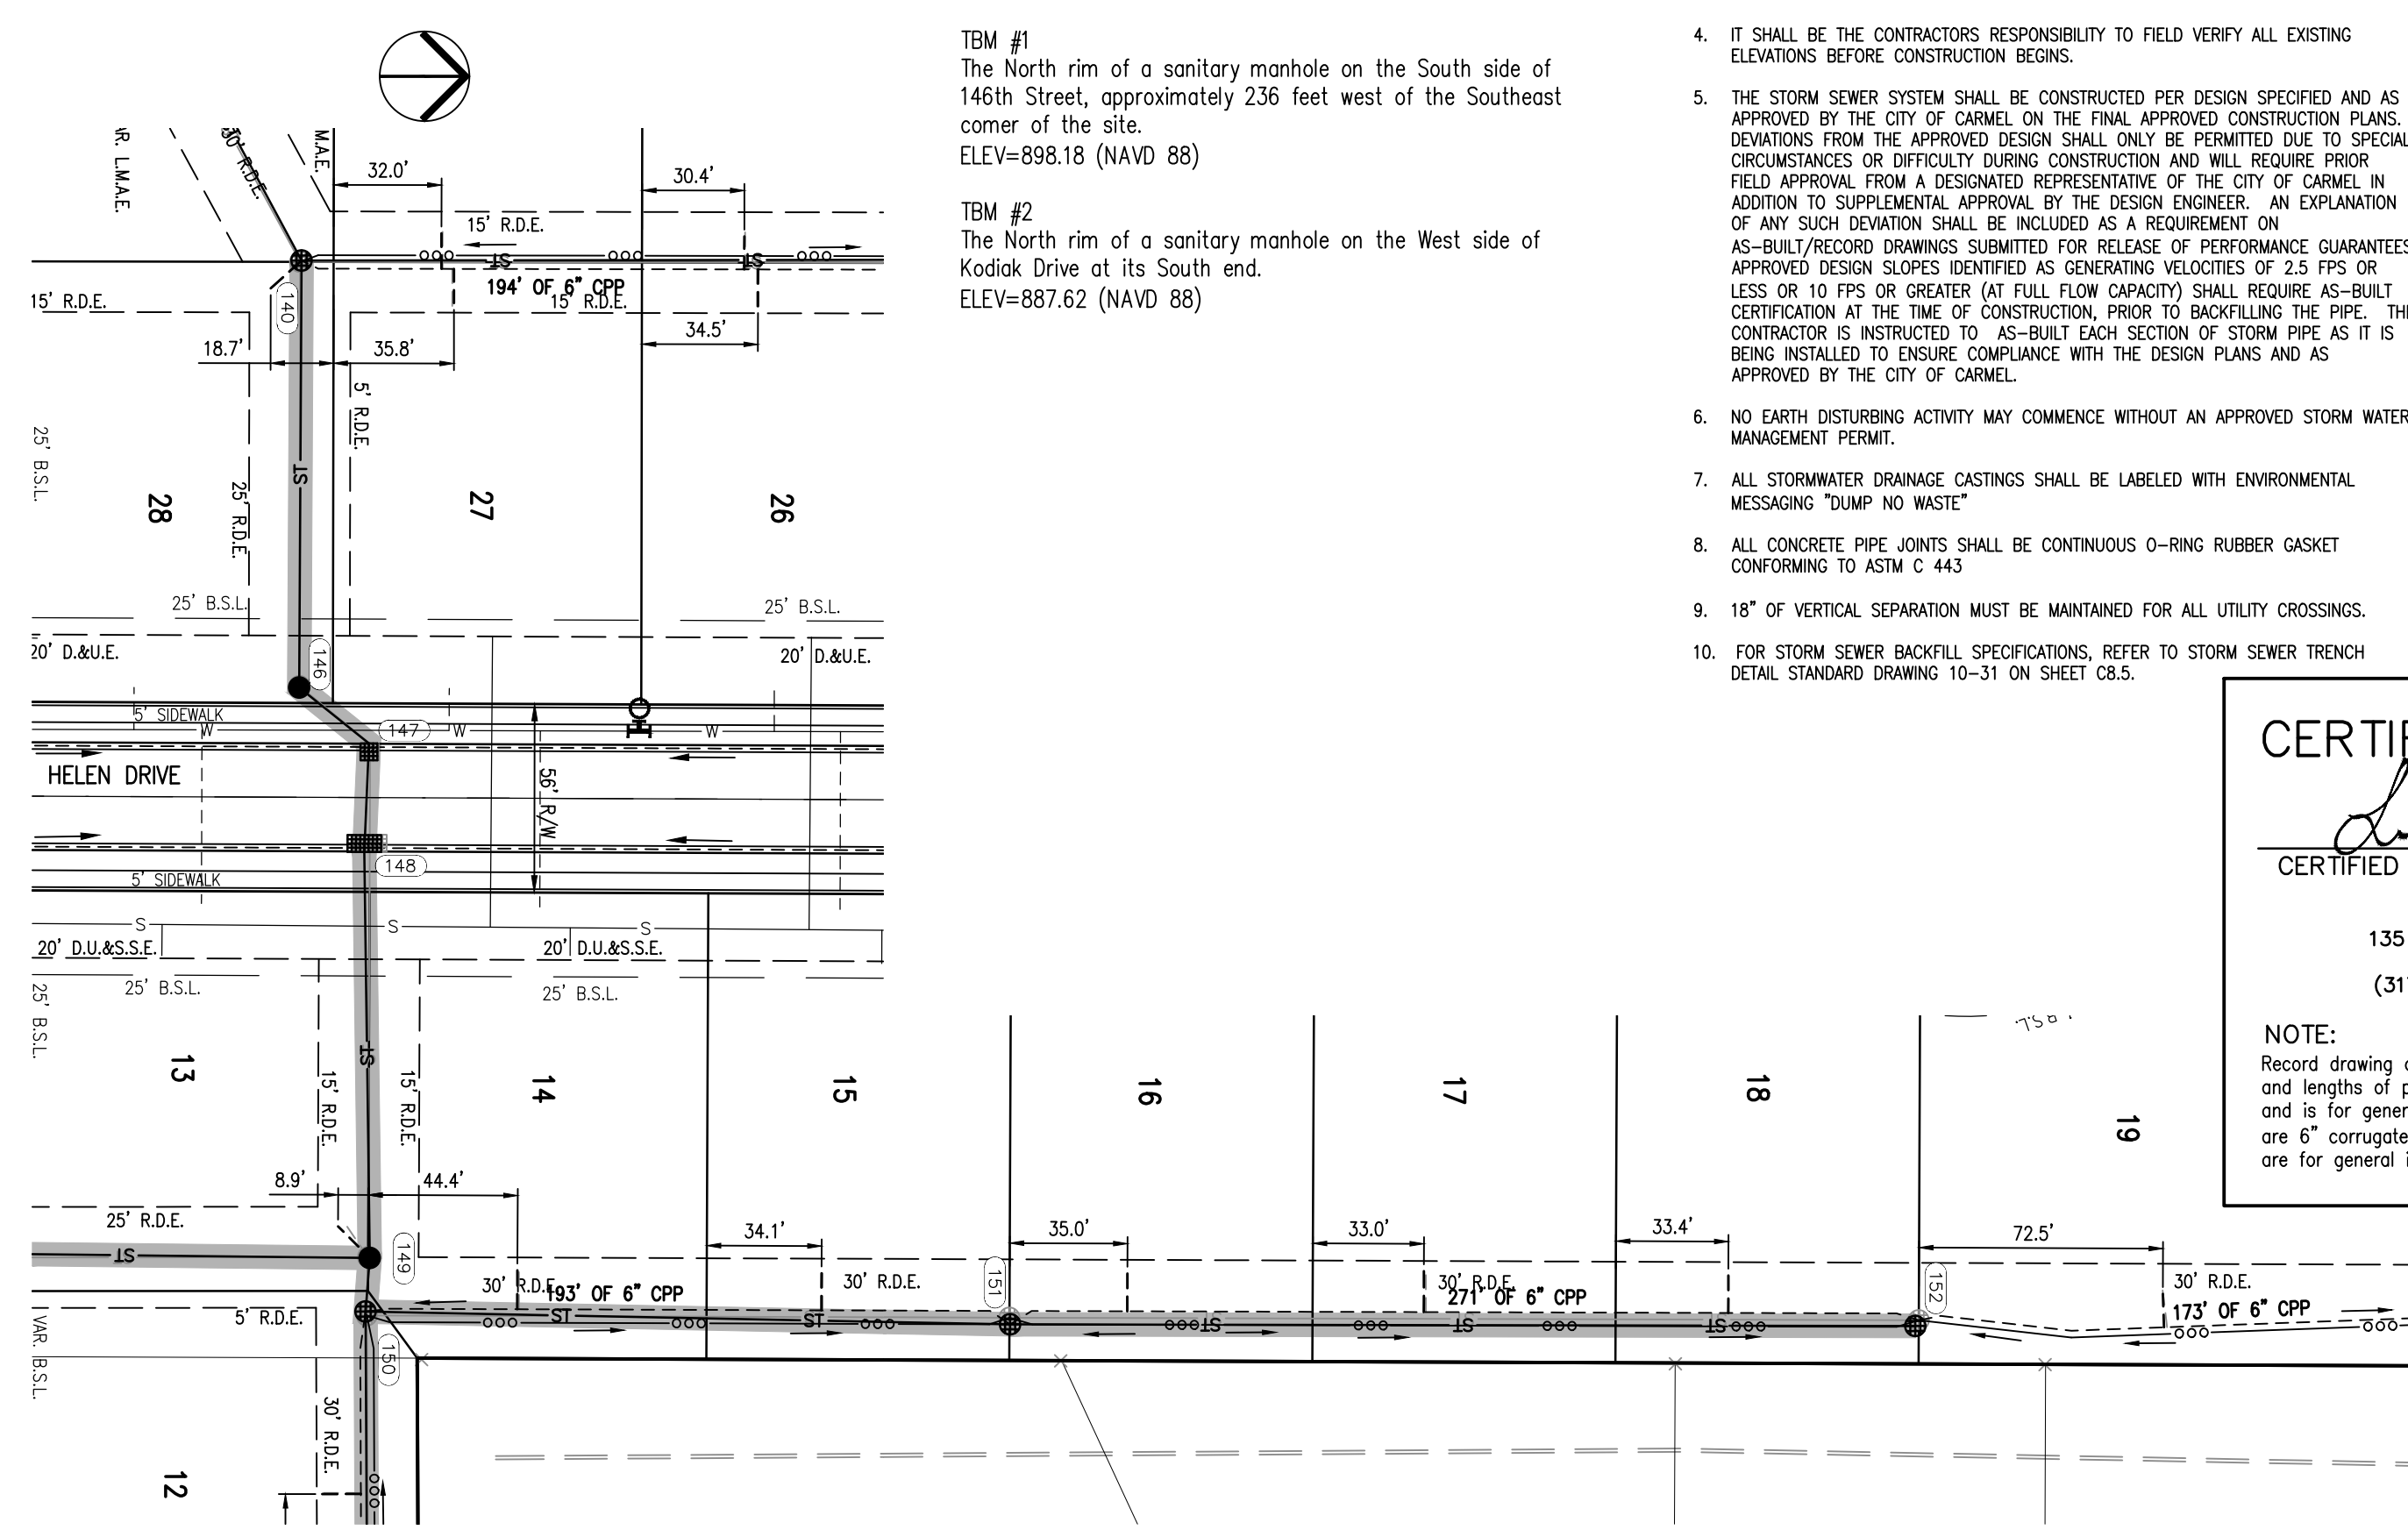 TBM #1
The North rim of a sanitary manhole on the South side of
146th Street, approximately 236 feet west of the Southeast
corner of the site.
ELEV=898.18 (NAVD 88)
TBM #2
The North rim of a sanitary manhole on the West side of
Kodiak Drive at its South end.
ELEV=887.62 (NAVD 88)
4. IT SHALL BE THE CONTRACTORS RESPONSIBILITY TO FIELD VERIFY ALL EXISTING
ELEVATIONS BEFORE CONSTRUCTION BEGINS.
5. THE STORM SEWER SYSTEM SHALL BE CONSTRUCTED PER DESIGN SPECIFIED AND AS
APPROVED BY THE CITY OF CARMEL ON THE FINAL APPROVED CONSTRUCTION PLANS.
DEVIATIONS FROM THE APPROVED DESIGN SHALL ONLY BE PERMITTED DUE TO SPECIAL
CIRCUMSTANCES OR DIFFICULTY DURING CONSTRUCTION AND WILL REQUIRE PRIOR
FIELD APPROVAL FROM A DESIGNATED REPRESENTATIVE OF THE CITY OF CARMEL IN
ADDITION TO SUPPLEMENTAL APPROVAL BY THE DESIGN ENGINEER. AN EXPLANATION
OF ANY SUCH DEVIATION SHALL BE INCLUDED AS A REQUIREMENT ON
AS-BUILT/RECORD DRAWINGS SUBMITTED FOR RELEASE OF PERFORMANCE GUARANTEES
APPROVED DESIGN SLOPES IDENTIFIED AS GENERATING VELOCITIES OF 2.5 FPS OR
LESS OR 10 FPS OR GREATER (AT FULL FLOW CAPACITY) SHALL REQUIRE AS-BUILT
CERTIFICATION AT THE TIME OF CONSTRUCTION, PRIOR TO BACKFILLING THE PIPE. TH
CONTRACTOR IS INSTRUCTED TO AS-BUILT EACH SECTION OF STORM PIPE AS IT IS
BEING INSTALLED TO ENSURE COMPLIANCE WITH THE DESIGN PLANS AND AS
APPROVED BY THE CITY OF CARMEL.
6. NO EARTH DISTURBING ACTIVITY MAY COMMENCE WITHOUT AN APPROVED STORM WATER
MANAGEMENT PERMIT.
7. ALL STORMWATER DRAINAGE CASTINGS SHALL BE LABELED WITH ENVIRONMENTAL
MESSAGING "DUMP NO WASTE"
8. ALL CONCRETE PIPE JOINTS SHALL BE CONTINUOUS O-RING RUBBER GASKET
CONFORMING TO ASTM C 443
9. 18" OF VERTICAL SEPARATION MUST BE MAINTAINED FOR ALL UTILITY CROSSINGS.
10. FOR STORM SEWER BACKFILL SPECIFICATIONS, REFER TO STORM SEWER TRENCH
DETAIL STANDARD DRAWING 10-31 ON SHEET C8.5.
CERTIF
CERTIFIED
135
(31
NOTE:
Record drawing
and lengths of p
and is for gener
are 6" corrugate
are for general i
AR. L.M.A.E.
30' R.D.E.
M.A.E.
32.0'
30.4'
15' R.D.E.
ST
ST
194' OF 6" CPP
15' R.D.E.
15' R.D.E.
140
34.5'
18.7'
35.8'
5' R.D.E.
25' B.S.L.
ST
28
25' R.D.E.
27
26
25' B.S.L.
25' B.S.L.
20' D.&U.E.
146
20' D.&U.E.
5' SIDEWALK
W
147
W
W
HELEN DRIVE
56' R/W
148
5' SIDEWALK
S
S
S
20' D.U.&S.S.E.
20' D.U.&S.S.E.
25' B.S.L.
25' B.S.L.
25' B.S.L.
ST
13
15' R.D.E.
15' R.D.E.
14
15
16
17
18
19
B.S.L.
8.9'
44.4'
25' R.D.E.
34.1'
35.0'
33.0'
33.4'
72.5'
ST
149
30' R.D.E.
193' OF 6" CPP
30' R.D.E.
151
30' R.D.E.
271' OF 6" CPP
152
30' R.D.E.
173' OF 6" CPP
5' R.D.E.
ST
ST
ST
ST
ST
VAR. B.S.L.
150
30' R.D.E.
12